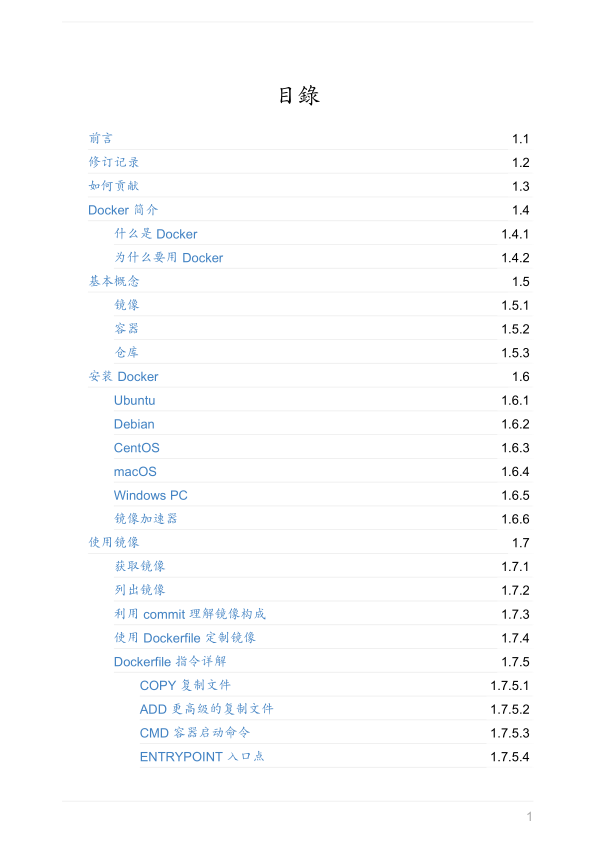 目錄
前言 1.1
修订记录 1.2
如何贡献 1.3
Docker 简介 1.4
什么是 Docker 1.4.1
为什么要用 Docker 1.4.2
基本概念 1.5
镜像 1.5.1
容器 1.5.2
仓库 1.5.3
安装 Docker 1.6
Ubuntu 1.6.1
Debian 1.6.2
CentOS 1.6.3
macOS 1.6.4
Windows PC 1.6.5
镜像加速器 1.6.6
使用镜像 1.7
获取镜像 1.7.1
列出镜像 1.7.2
利用 commit 理解镜像构成 1.7.3
使用 Dockerfile 定制镜像 1.7.4
Dockerfile 指令详解 1.7.5
COPY 复制文件 1.7.5.1
ADD 更高级的复制文件 1.7.5.2
CMD 容器启动命令 1.7.5.3
ENTRYPOINT 入口点 1.7.5.4
1